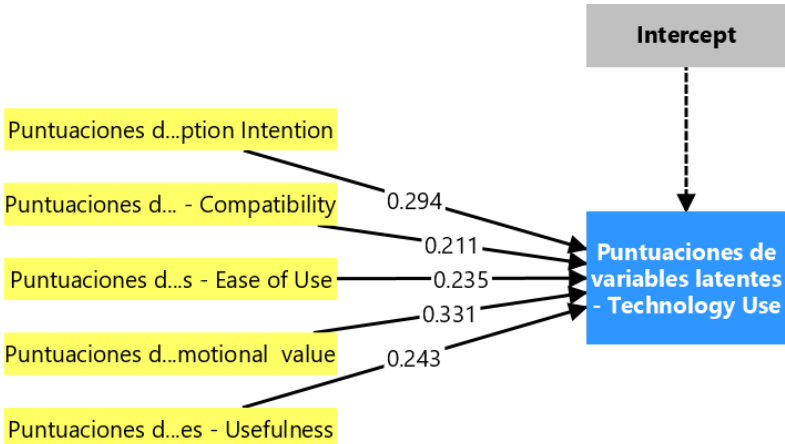 Intercept
Puntuaciones d...ption Intention
0.294
Puntuaciones d... - Compatibility
0.211
Puntuaciones de
variables latentes
- Technology Use
Puntuaciones d...s - Ease of Use
0.235
0.331
Puntuaciones d...motional  value
0.243
Puntuaciones d...es - Usefulness